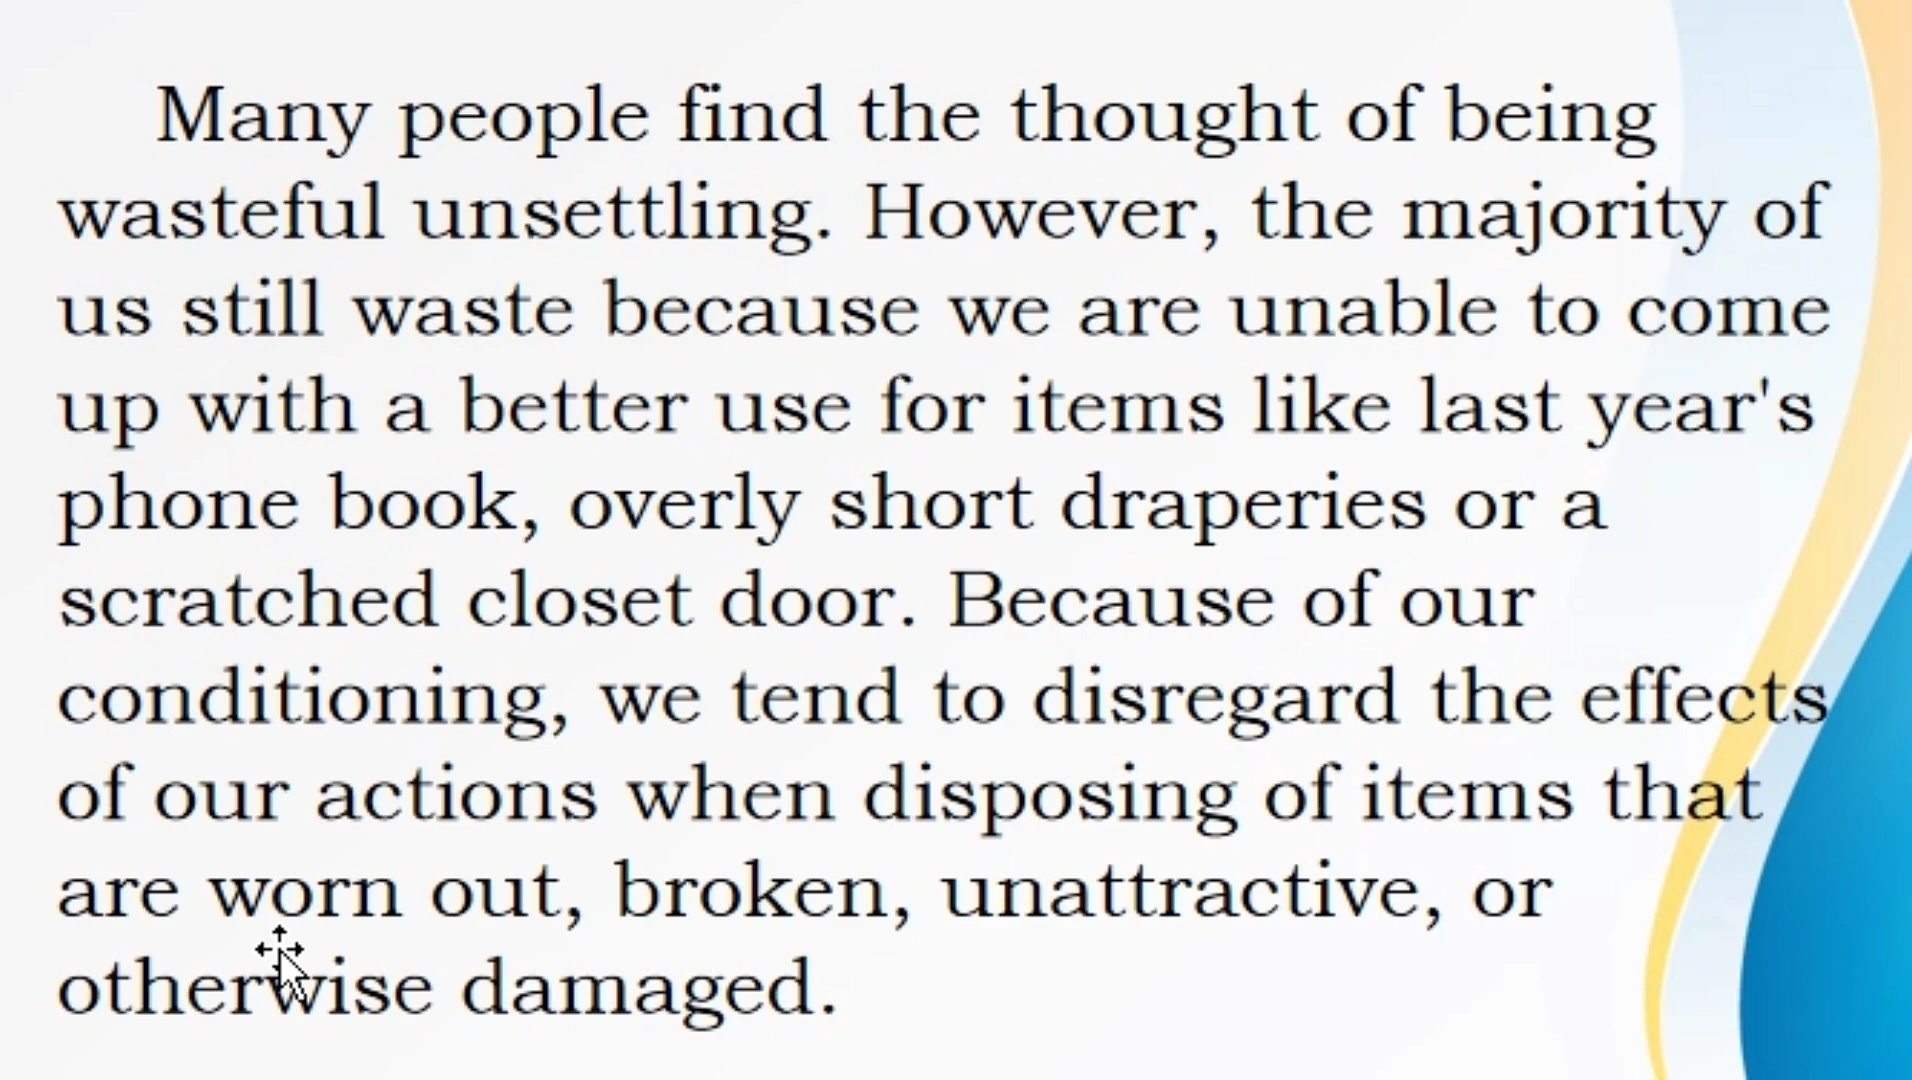 Many people find the thought of being
wasteful unsettling. However, the majority of
us still waste because we are unable to come
up with a better use for items like last year's
phone book, overly short draperies or a
scratched closet door. Because of our
conditioning, we tend to disregard the effects
of our actions when disposing of items that
are worn out, broken, unattractive, or
otherwise damaged.